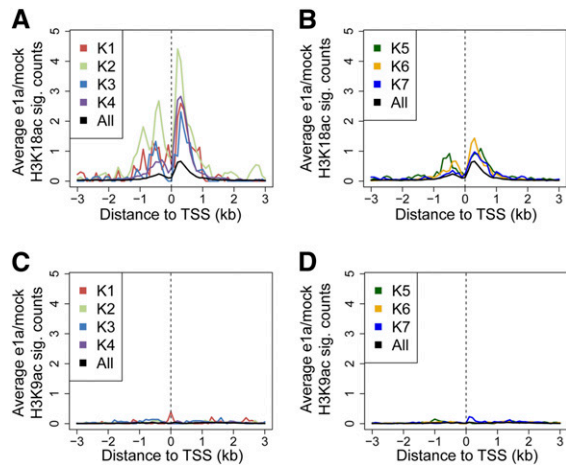 A
Average e1a/mock
H3K18ac sig. counts
5
4
3
2
1
0
K1
K2
K3
K4
All
−3 −2 −1 0 1 2 3
Distance to TSS (kb)
B
Average e1a/mock
H3K18ac sig. counts
5
4
3
2
1
0
K5
K6
K7
All
−3 −2 −1 0 1 2 3
Distance to TSS (kb)
C
Average e1a/mock
H3K9ac sig. counts
5
4
3
2
1
0
K1
K2
K3
K4
All
−3 −2 −1 0 1 2 3
Distance to TSS (kb)
D
Average e1a/mock
H3K9ac sig. counts
5
4
3
2
1
0
K5
K6
K7
All
−3 −2 −1 0 1 2 3
Distance to TSS (kb)